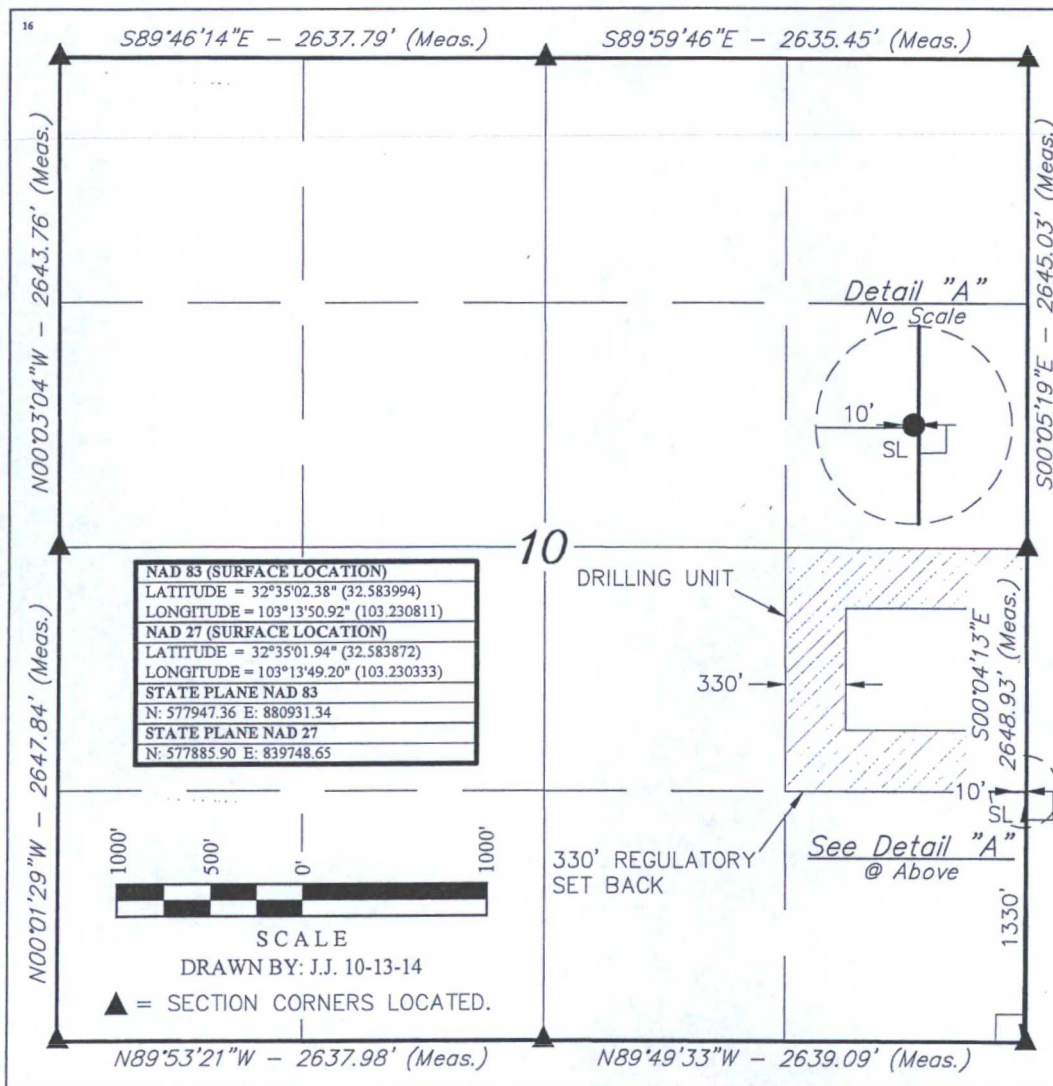 16
S89°46'14"E - 2637.79' (Meas.)
S89°59'46"E - 2635.45' (Meas.)
N00°03'04"W - 2643.76' (Meas.)
S00°05'19"E - 2645.03' (Meas.)
Detail "A"
No Scale
10'
SL
10
NAD 83 (SURFACE LOCATION)
LATITUDE = 32°35'02.38" (32.583994)
LONGITUDE = 103°13'50.92" (103.230811)
NAD 27 (SURFACE LOCATION)
LATITUDE = 32°35'01.94" (32.583872)
LONGITUDE = 103°13'49.20" (103.230333)
STATE PLANE NAD 83
N: 577947.36 E: 880931.34
STATE PLANE NAD 27
N: 577885.90 E: 839748.65
DRILLING UNIT
330'
S00°04'13"E
2648.93' (Meas.)
N00°01'29"W - 2647.84' (Meas.)
10'
SL
See Detail "A"
@ Above
330' REGULATORY
SET BACK
1330'
1000'
500'
0'
1000'
SCALE
DRAWN BY: J.J. 10-13-14
▲ = SECTION CORNERS LOCATED.
N89°53'21"W - 2637.98' (Meas.)
N89°49'33"W - 2639.09' (Meas.)